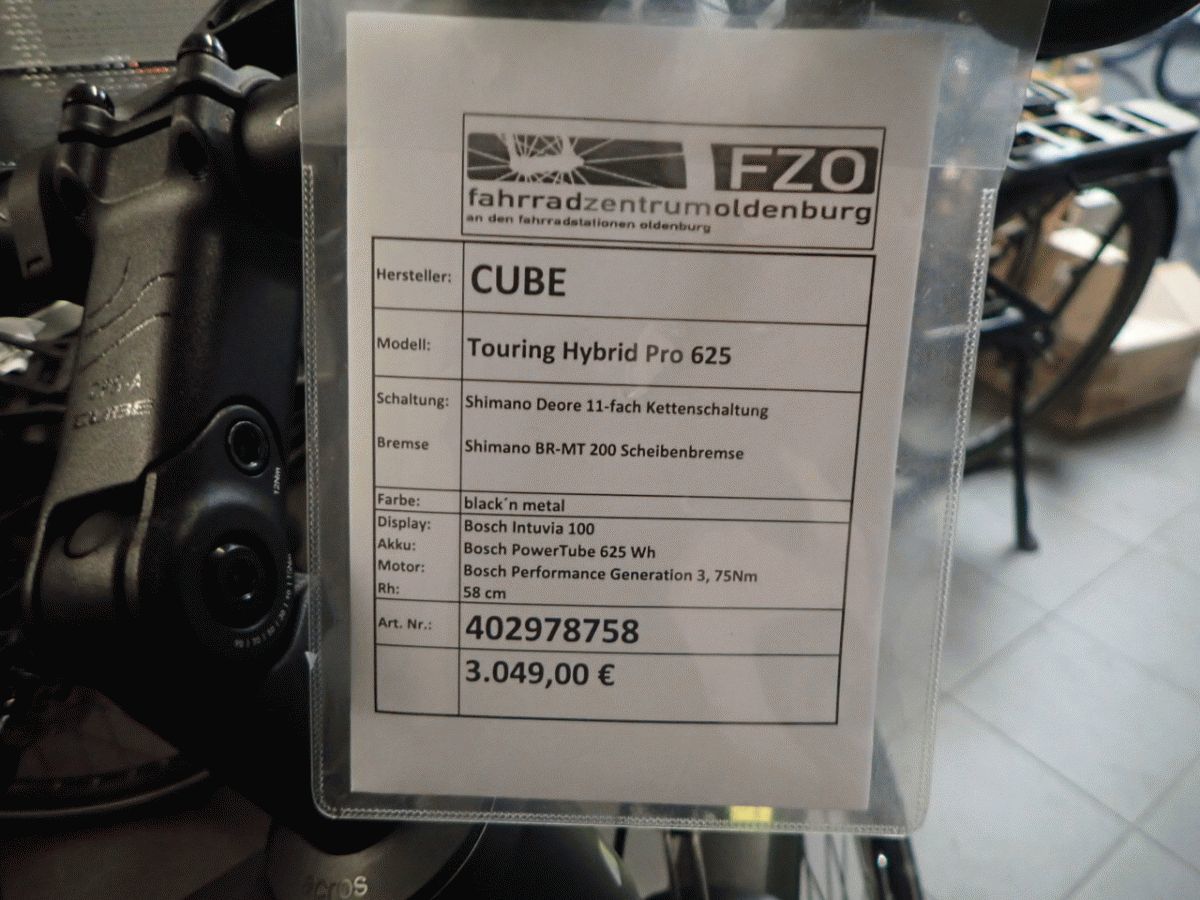 FZO
fahrradzentrumoldenburg
an den fahrradstationen oldenburg
Hersteller: CUBE
Modell: Touring Hybrid Pro 625
Schaltung: Shimano Deore 11-fach Kettenschaltung
Bremse Shimano BR-MT 200 Scheibenbremse
Farbe: black´n metal
Display: Bosch Intuvia 100
Akku: Bosch PowerTube 625 Wh
Motor: Bosch Performance Generation 3, 75Nm
Rh: 58 cm
Art. Nr.: 402978758
3.049,00 €
CUBE
12Nm
acros